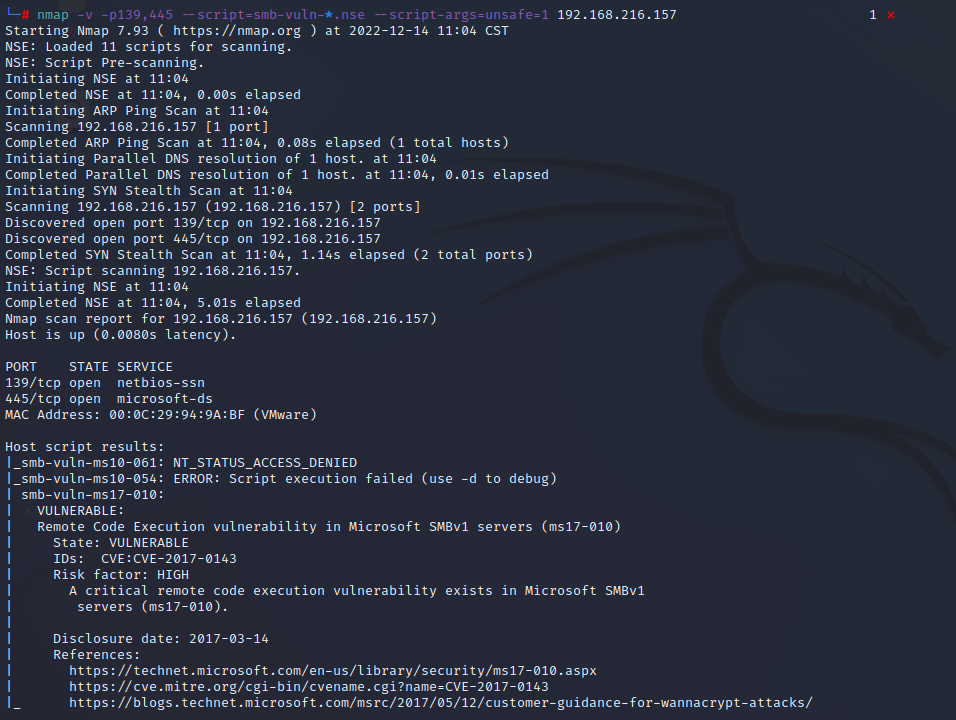 └─# nmap -v -p139,445 --script=smb-vuln-*.nse --script-args=unsafe=1 192.168.216.157 1 ⨯
Starting Nmap 7.93 ( https://nmap.org ) at 2022-12-14 11:04 CST
NSE: Loaded 11 scripts for scanning.
NSE: Script Pre-scanning.
Initiating NSE at 11:04
Completed NSE at 11:04, 0.00s elapsed
Initiating ARP Ping Scan at 11:04
Scanning 192.168.216.157 [1 port]
Completed ARP Ping Scan at 11:04, 0.08s elapsed (1 total hosts)
Initiating Parallel DNS resolution of 1 host. at 11:04
Completed Parallel DNS resolution of 1 host. at 11:04, 0.01s elapsed
Initiating SYN Stealth Scan at 11:04
Scanning 192.168.216.157 (192.168.216.157) [2 ports]
Discovered open port 139/tcp on 192.168.216.157
Discovered open port 445/tcp on 192.168.216.157
Completed SYN Stealth Scan at 11:04, 1.14s elapsed (2 total ports)
NSE: Script scanning 192.168.216.157.
Initiating NSE at 11:04
Completed NSE at 11:04, 5.01s elapsed
Nmap scan report for 192.168.216.157 (192.168.216.157)
Host is up (0.0080s latency).
PORT    STATE SERVICE
139/tcp open  netbios-ssn
445/tcp open  microsoft-ds
MAC Address: 00:0C:29:94:9A:BF (VMware)
Host script results:
|_smb-vuln-ms10-061: NT_STATUS_ACCESS_DENIED
|_smb-vuln-ms10-054: ERROR: Script execution failed (use -d to debug)
| smb-vuln-ms17-010:
|   VULNERABLE:
|   Remote Code Execution vulnerability in Microsoft SMBv1 servers (ms17-010)
|     State: VULNERABLE
|     IDs:  CVE:CVE-2017-0143
|     Risk factor: HIGH
|       A critical remote code execution vulnerability exists in Microsoft SMBv1
|        servers (ms17-010).
|
|     Disclosure date: 2017-03-14
|     References:
|       https://technet.microsoft.com/en-us/library/security/ms17-010.aspx
|       https://cve.mitre.org/cgi-bin/cvename.cgi?name=CVE-2017-0143
|_      https://blogs.technet.microsoft.com/msrc/2017/05/12/customer-guidance-for-wannacrypt-attacks/